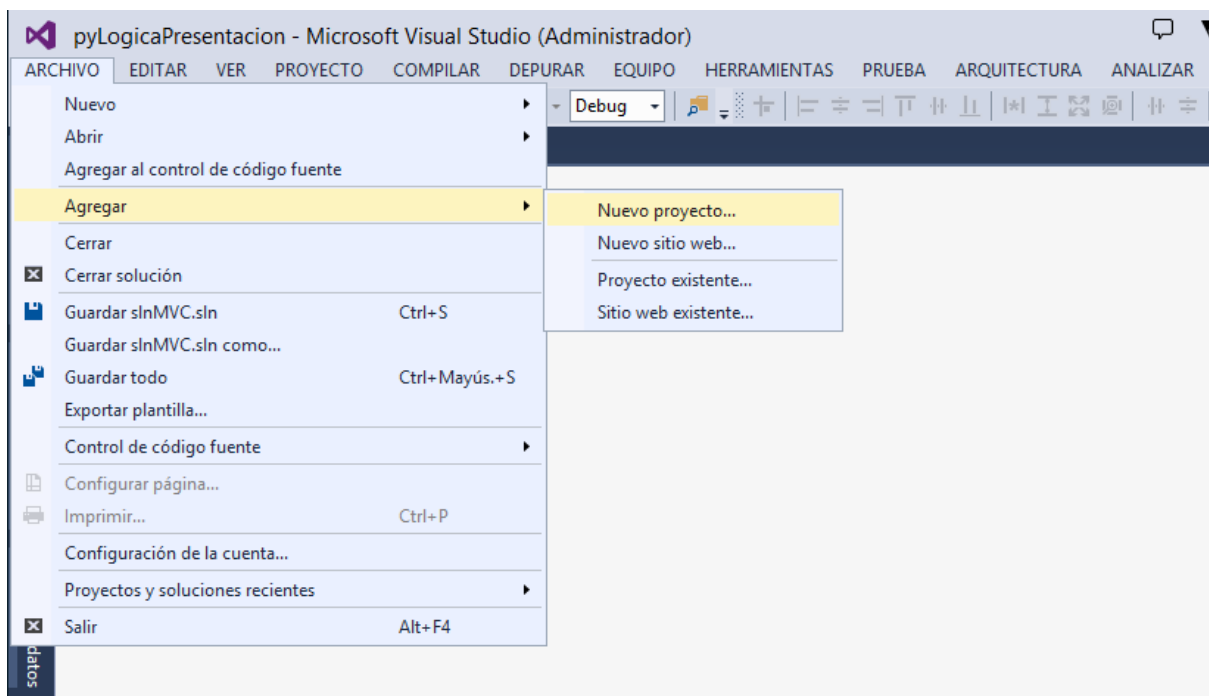 pyLogicaPresentacion - Microsoft Visual Studio (Administrador)
ARCHIVO EDITAR VER PROYECTO COMPILAR DEPURAR EQUIPO HERRAMIENTAS PRUEBA ARQUITECTURA ANALIZAR
Debug
Nuevo
Abrir
Agregar al control de código fuente
Agregar
Cerrar
Cerrar solución
Guardar slnMVC.sln Ctrl+S
Guardar slnMVC.sln como...
Guardar todo Ctrl+Mayús.+S
Exportar plantilla...
Control de código fuente
Configurar página...
Imprimir... Ctrl+P
Configuración de la cuenta...
Proyectos y soluciones recientes
Salir Alt+F4
Nuevo proyecto...
Nuevo sitio web...
Proyecto existente...
Sitio web existente...
datos